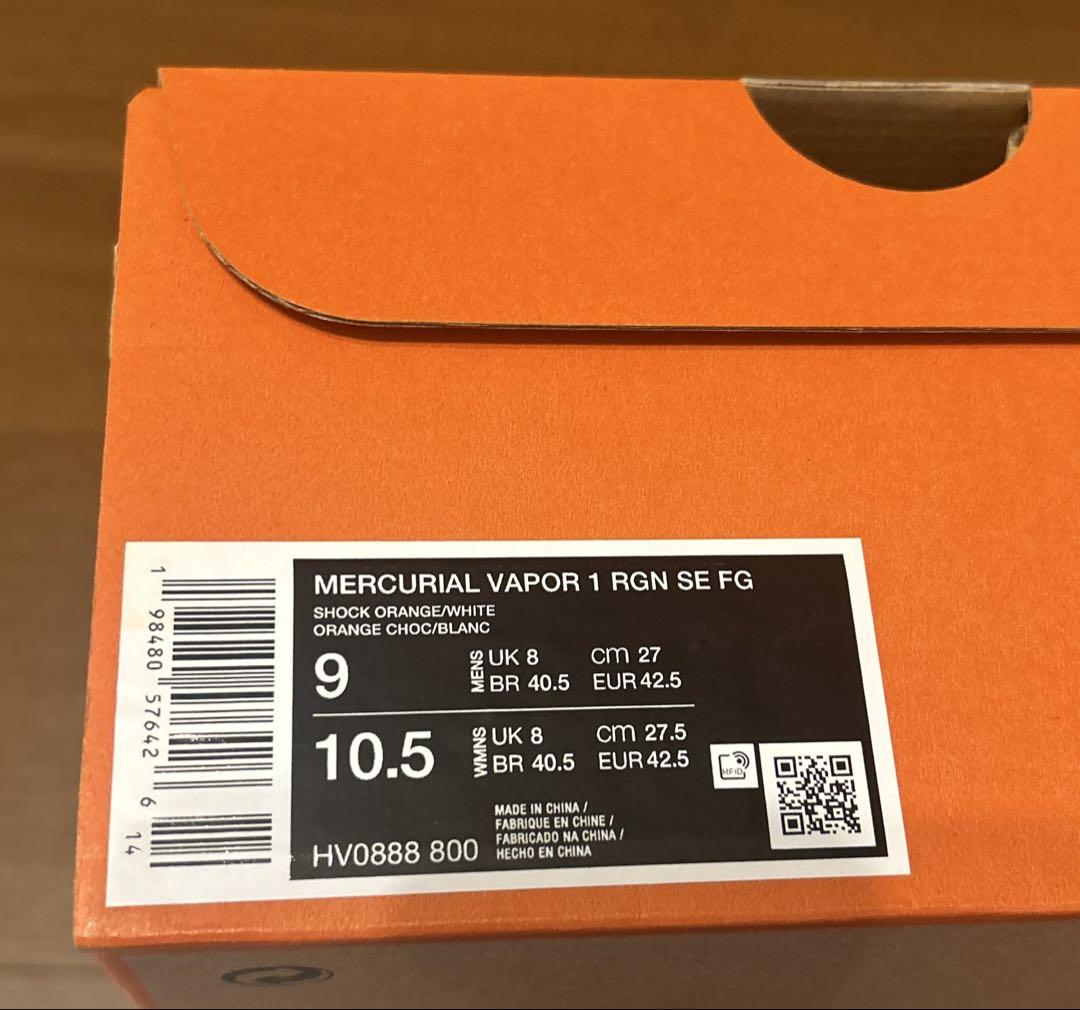 1 98480 57642 6 14
MERCURIAL VAPOR 1 RGN SE FG
SHOCK ORANGE/WHITE
ORANGE CHOC/BLANC
9 MENS UK 8 cm 27
BR 40.5 EUR 42.5
10.5 WMNS UK 8 cm 27.5
BR 40.5 EUR 42.5
RFID
HV0888 800
MADE IN CHINA /
FABRIQUE EN CHINE /
FABRICADO NA CHINA /
HECHO EN CHINA